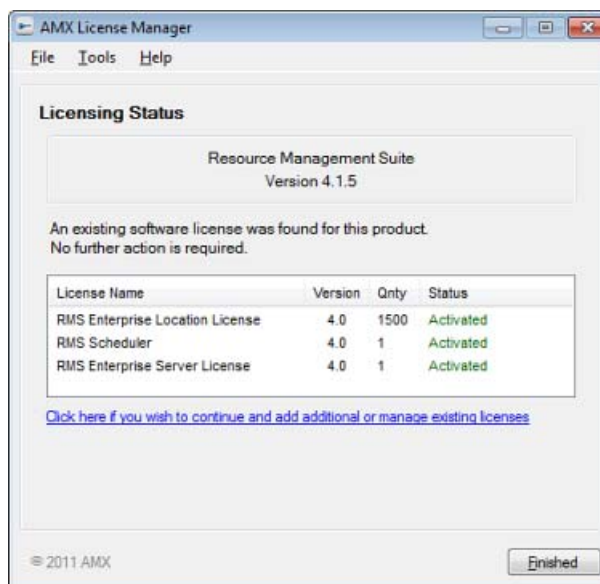 AMX License Manager
File Tools Help
Licensing Status
Resource Management Suite
Version 4.1.5
An existing software license was found for this product.
No further action is required.
License Name Version Qnty Status
RMS Enterprise Location License 4.0 1500 Activated
RMS Scheduler 4.0 1 Activated
RMS Enterprise Server License 4.0 1 Activated
Click here if you wish to continue and add additional or manage existing licenses
© 2011 AMX Finished